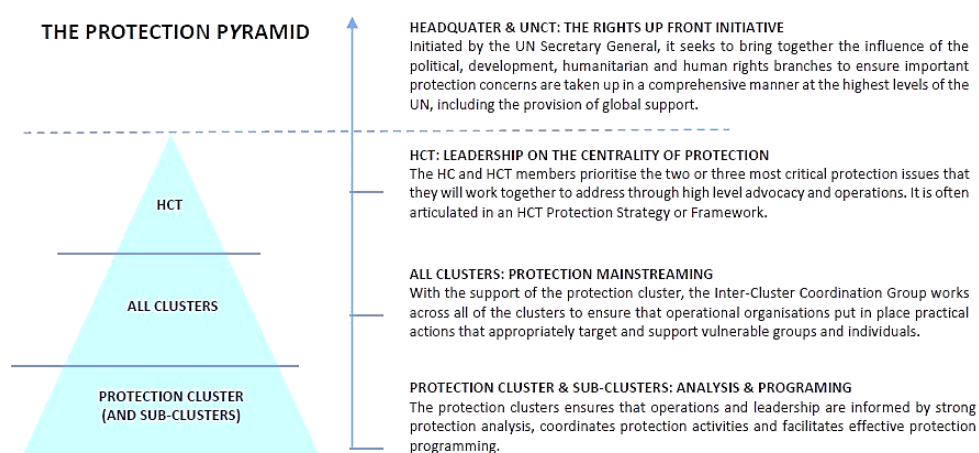 THE PROTECTION PYRAMID
HCT
ALL CLUSTERS
PROTECTION CLUSTER
(AND SUB-CLUSTERS)
HEADQUATER & UNCT: THE RIGHTS UP FRONT INITIATIVE
Initiated by the UN Secretary General, it seeks to bring together the influence of the
political, development, humanitarian and human rights branches to ensure important
protection concerns are taken up in a comprehensive manner at the highest levels of the
UN, including the provision of global support.
HCT: LEADERSHIP ON THE CENTRALITY OF PROTECTION
The HC and HCT members prioritise the two or three most critical protection issues that
they will work together to address through high level advocacy and operations. It is often
articulated in an HCT Protection Strategy or Framework.
ALL CLUSTERS: PROTECTION MAINSTREAMING
With the support of the protection cluster, the Inter-Cluster Coordination Group works
across all of the clusters to ensure that operational organisations put in place practical
actions that appropriately target and support vulnerable groups and individuals.
PROTECTION CLUSTER & SUB-CLUSTERS: ANALYSIS & PROGRAMING
The protection clusters ensures that operations and leadership are informed by strong
protection analysis, coordinates protection activities and facilitates effective protection
programming.